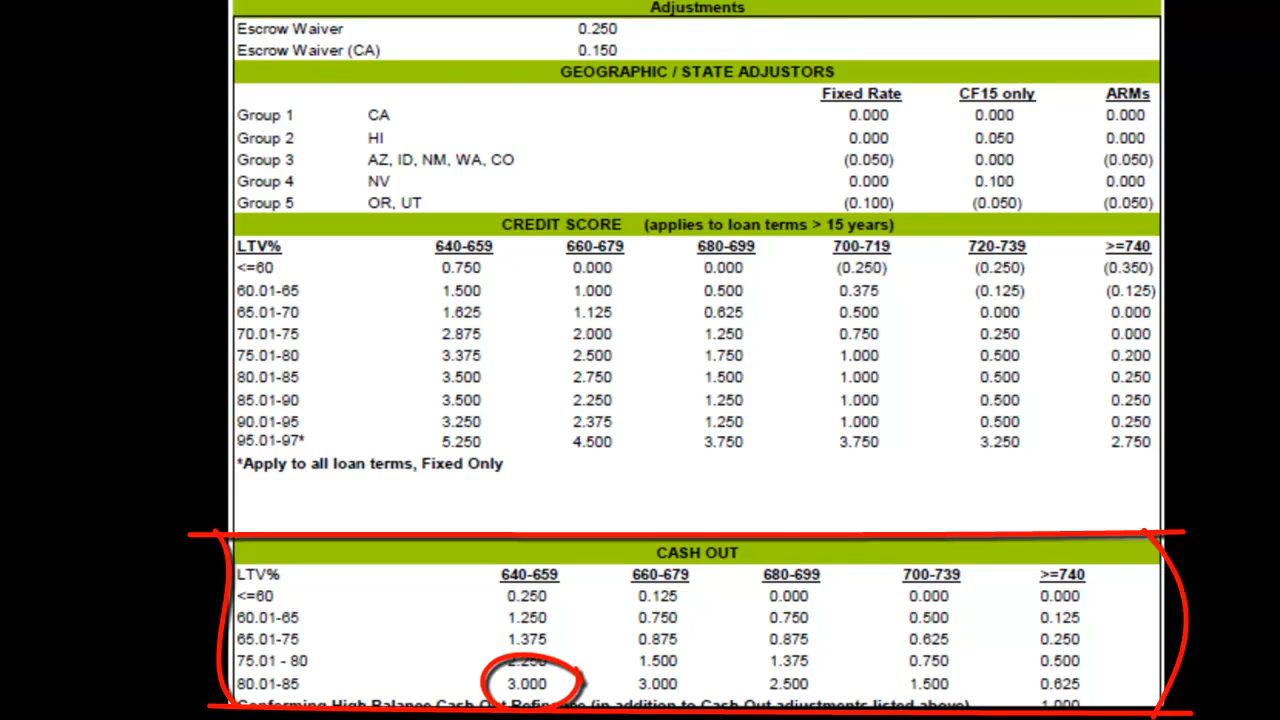 Adjustments
Escrow Waiver 0.250
Escrow Waiver (CA) 0.150
GEOGRAPHIC / STATE ADJUSTORS
Fixed Rate CF15 only ARMs
Group 1 CA 0.000 0.000 0.000
Group 2 HI 0.000 0.050 0.000
Group 3 AZ, ID, NM, WA, CO (0.050) 0.000 (0.050)
Group 4 NV 0.000 0.100 0.000
Group 5 OR, UT (0.100) (0.050) (0.050)
CREDIT SCORE (applies to loan terms > 15 years)
LTV% 640-659 660-679 680-699 700-719 720-739 >=740
<=60 0.750 0.000 0.000 (0.250) (0.250) (0.350)
60.01-65 1.500 1.000 0.500 0.375 (0.125) (0.125)
65.01-70 1.625 1.125 0.625 0.500 0.000 0.000
70.01-75 2.875 2.000 1.250 0.750 0.250 0.000
75.01-80 3.375 2.500 1.750 1.000 0.500 0.200
80.01-85 3.500 2.750 1.500 1.000 0.500 0.250
85.01-90 3.500 2.250 1.250 1.000 0.500 0.250
90.01-95 3.250 2.375 1.250 1.000 0.500 0.250
95.01-97* 5.250 4.500 3.750 3.750 3.250 2.750
*Apply to all loan terms, Fixed Only
CASH OUT
LTV% 640-659 660-679 680-699 700-739 >=740
<=60 0.250 0.125 0.000 0.000 0.000
60.01-65 1.250 0.750 0.750 0.500 0.125
65.01-75 1.375 0.875 0.875 0.625 0.250
75.01 - 80 2.250 1.500 1.375 0.750 0.500
80.01-85 3.000 3.000 2.500 1.500 0.625
Conforming High Balance Cash Out Refinance (in addition to Cash Out adjustments listed above) 1.000